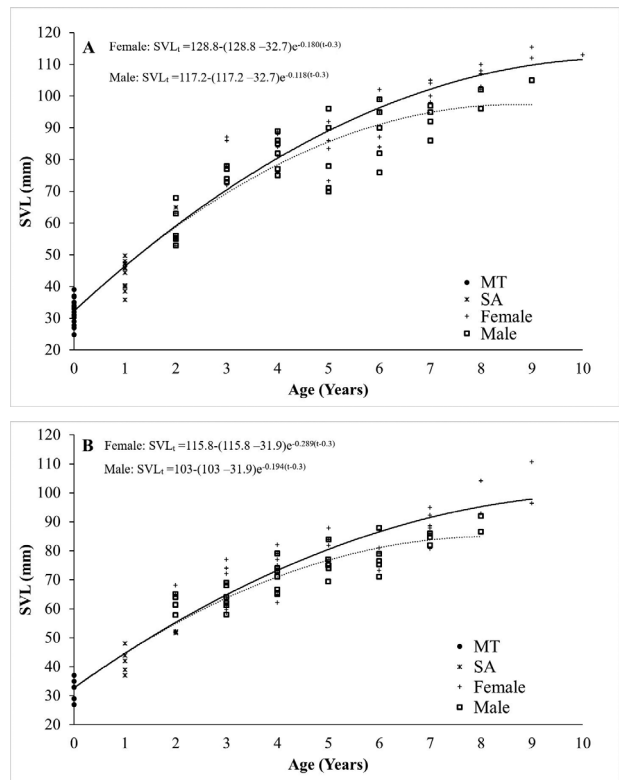 A
Female: SVLt =128.8-(128.8 –32.7)e-0.180(t-0.3)
Male: SVLt =117.2-(117.2 –32.7)e-0.118(t-0.3)
SVL (mm)
120
110
100
90
80
70
60
50
40
30
20
MT
SA
Female
Male
0 1 2 3 4 5 6 7 8 9 10
Age (Years)
B
Female: SVLt =115.8-(115.8 –31.9)e-0.289(t-0.3)
Male: SVLt =103-(103 –31.9)e-0.194(t-0.3)
SVL (mm)
120
110
100
90
80
70
60
50
40
30
20
MT
SA
Female
Male
0 1 2 3 4 5 6 7 8 9 10
Age (Years)